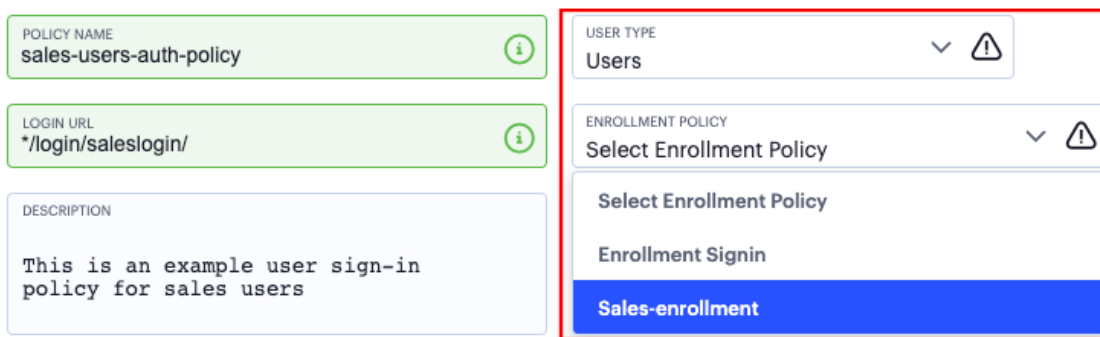 POLICY NAME
sales-users-auth-policy
LOGIN URL
*/login/saleslogin/
DESCRIPTION
This is an example user sign-in
policy for sales users
USER TYPE
Users
ENROLLMENT POLICY
Select Enrollment Policy
Select Enrollment Policy
Enrollment Signin
Sales-enrollment